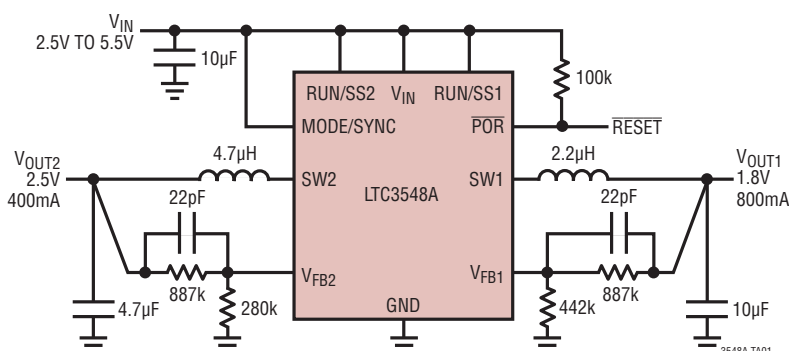 VIN
2.5V TO 5.5V
10µF
RUN/SS2 VIN RUN/SS1
100k
MODE/SYNC
POR
RESET
VOUT2
2.5V
400mA
4.7µH
SW2
LTC3548A
SW1
2.2µH
VOUT1
1.8V
800mA
22pF
22pF
887k
VFB2
VFB1
887k
4.7µF
280k
GND
442k
10µF
3548A TA01